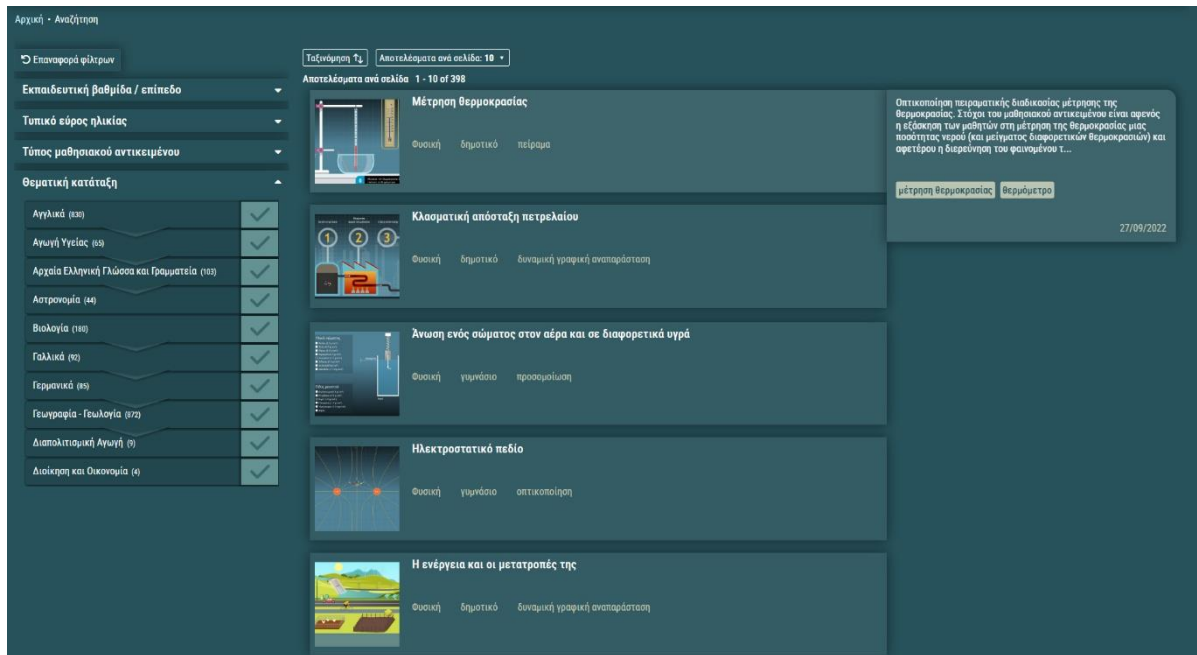 Αρχική • Αναζήτηση
Επαναφορά φίλτρων
Εκπαιδευτική βαθμίδα / επίπεδο
Τυπικό εύρος ηλικίας
Τύπος μαθησιακού αντικειμένου
Θεματική κατάταξη
Αγγλικά (830)
Αγωγή Υγείας (65)
Αρχαία Ελληνική Γλώσσα και Γραμματεία (103)
Αστρονομία (44)
Βιολογία (180)
Γαλλικά (92)
Γερμανικά (85)
Γεωγραφία - Γεωλογία (872)
Διαπολιτισμική Αγωγή (9)
Διοίκηση και Οικονομία (4)
Ταξινόμηση Αποτελέσματα ανά σελίδα: 10
Αποτελέσματα ανά σελίδα 1 - 10 of 398
Μέτρηση θερμοκρασίας
Φυσική δημοτικό πείραμα
Κλασματική απόσταξη πετρελαίου
1 2 3
Φυσική δημοτικό δυναμική γραφική αναπαράσταση
Άνωση ενός σώματος στον αέρα και σε διαφορετικά υγρά
Φυσική γυμνάσιο προσομοίωση
Ηλεκτροστατικό πεδίο
Φυσική γυμνάσιο οπτικοποίηση
Η ενέργεια και οι μετατροπές της
Φυσική δημοτικό δυναμική γραφική αναπαράσταση
Οπτικοποίηση πειραματικής διαδικασίας μέτρησης της
θερμοκρασίας. Στόχοι του μαθησιακού αντικειμένου είναι αφενός
η εξάσκηση των μαθητών στη μέτρηση της θερμοκρασίας μιας
ποσότητας νερού (και μείγματος διαφορετικών θερμοκρασιών) και
αφετέρου η διερεύνηση του φαινομένου τ...
μέτρηση θερμοκρασίας θερμόμετρο
27/09/2022